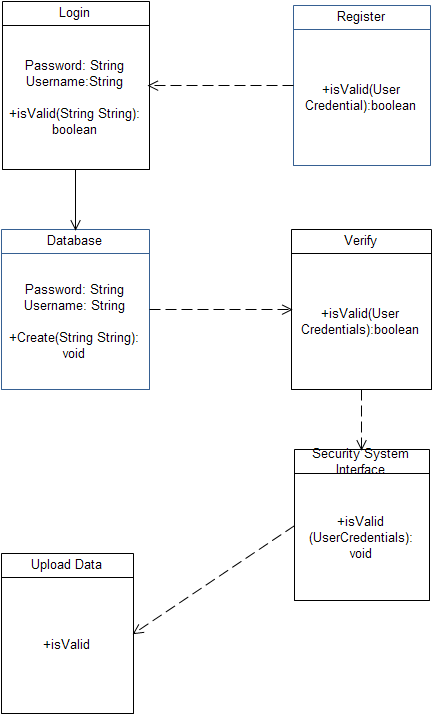 Login
Password: String
Username:String
+isValid(String String):
boolean
Register
+isValid(User
Credential):boolean
Database
Password: String
Username: String
+Create(String String):
void
Verify
+isValid(User
Credentials):boolean
Security System
Interface
+isValid
(UserCredentials):
void
Upload Data
+isValid